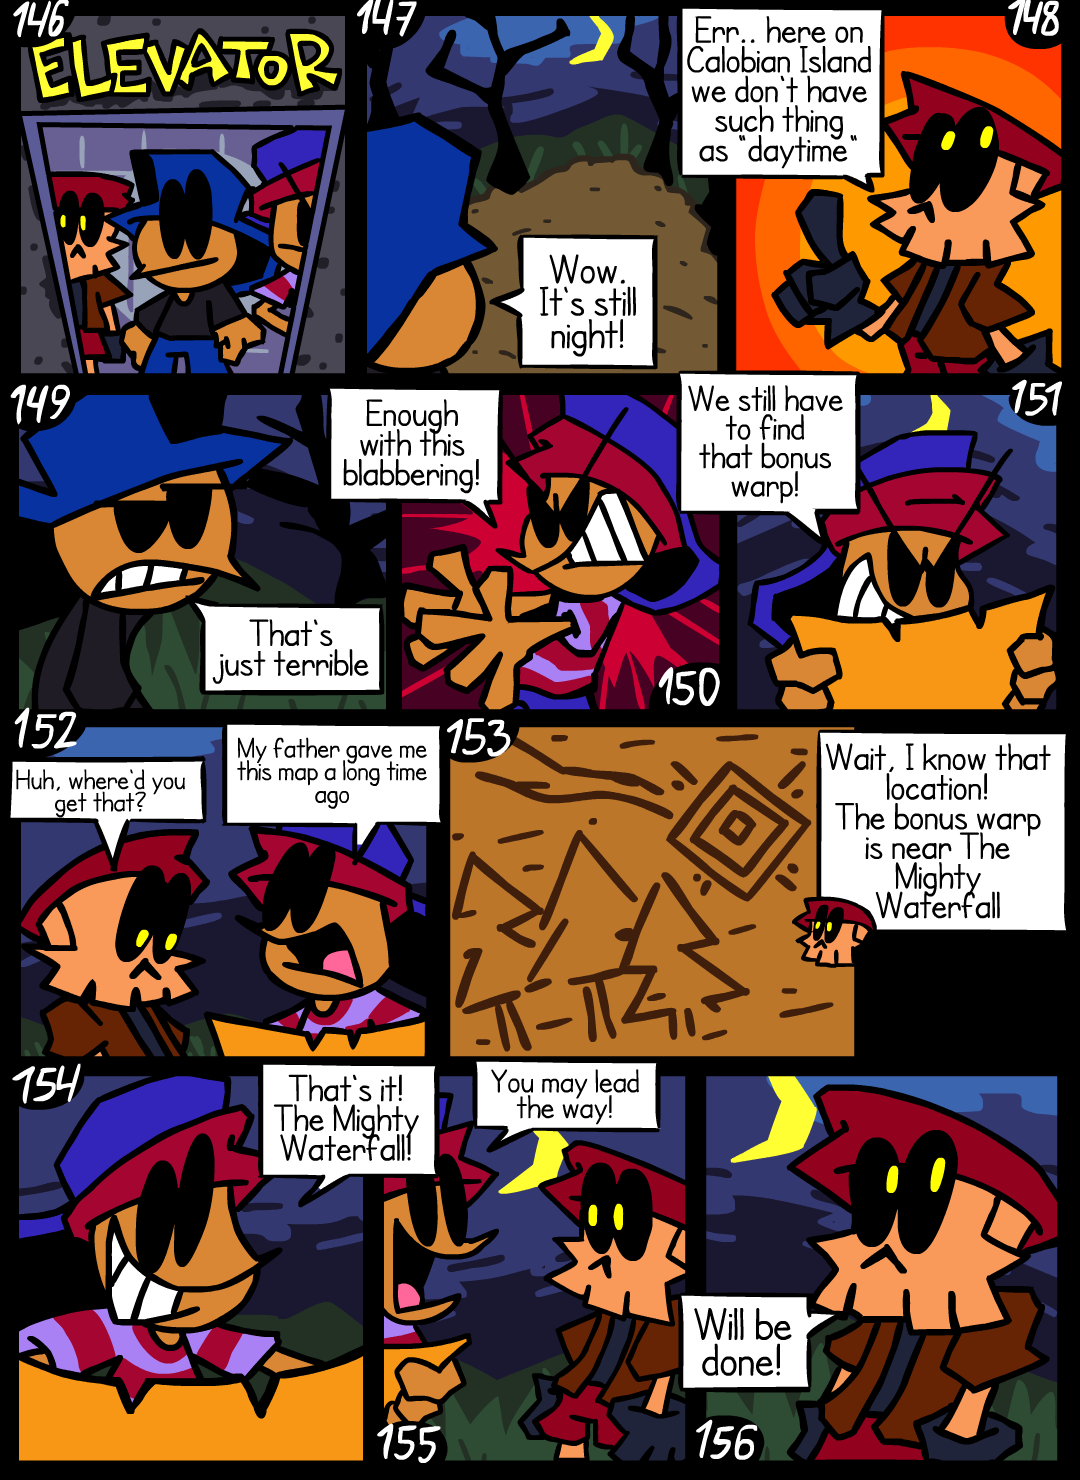 146
ELEVATOR
147
Wow.
It's still
night!
148
Err.. here on
Calobian Island
we don't have
such thing
as "daytime"
149
That's
just terrible
Enough
with this
blabbering!
150
151
We still have
to find
that bonus
warp!
152
Huh, where'd you
get that?
My father gave me
this map a long time
ago
153
Wait, I know that
location!
The bonus warp
is near The
Mighty
Waterfall
154
That's it!
The Mighty
Waterfall!
You may lead
the way!
155
Will be
done!
156